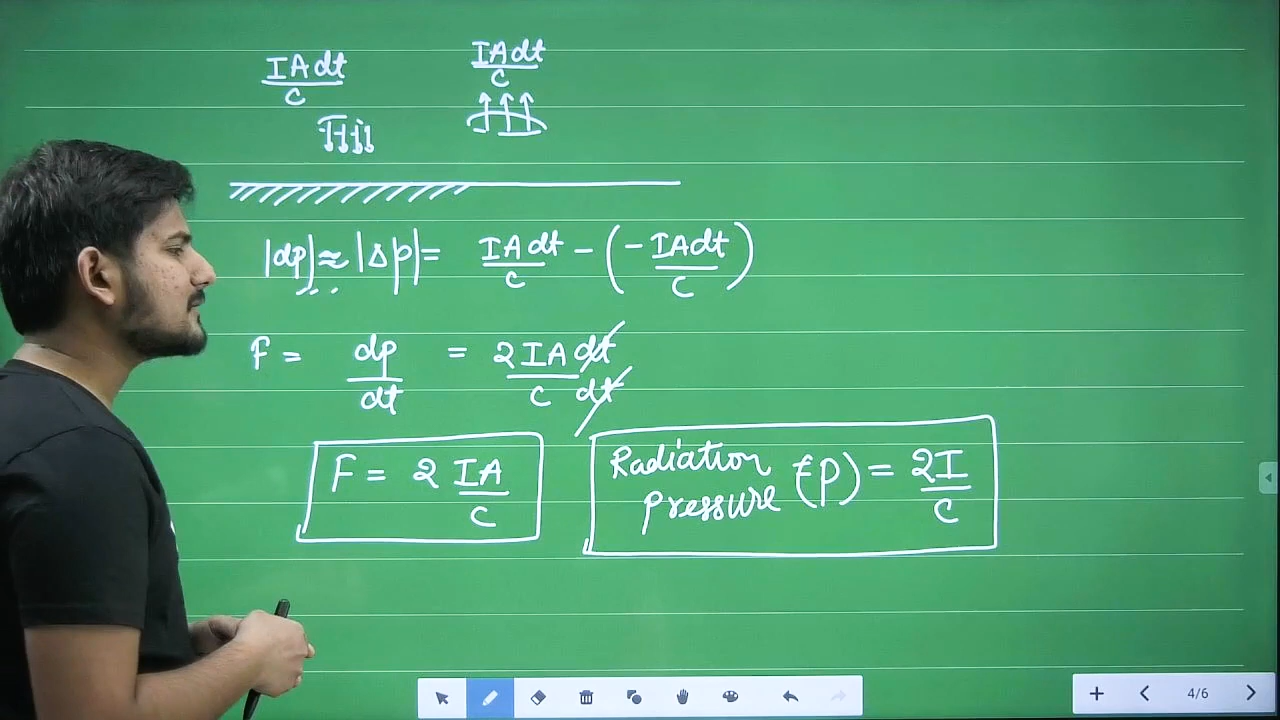 IAdt/c IAdt/c
|dp| ≈ |Δp| = IAdt/c - (-IAdt/c)
F = dp/dt = 2IAdt/c dt
F = 2 IA/c
Radiation pressure (P) = 2I/c
4/6